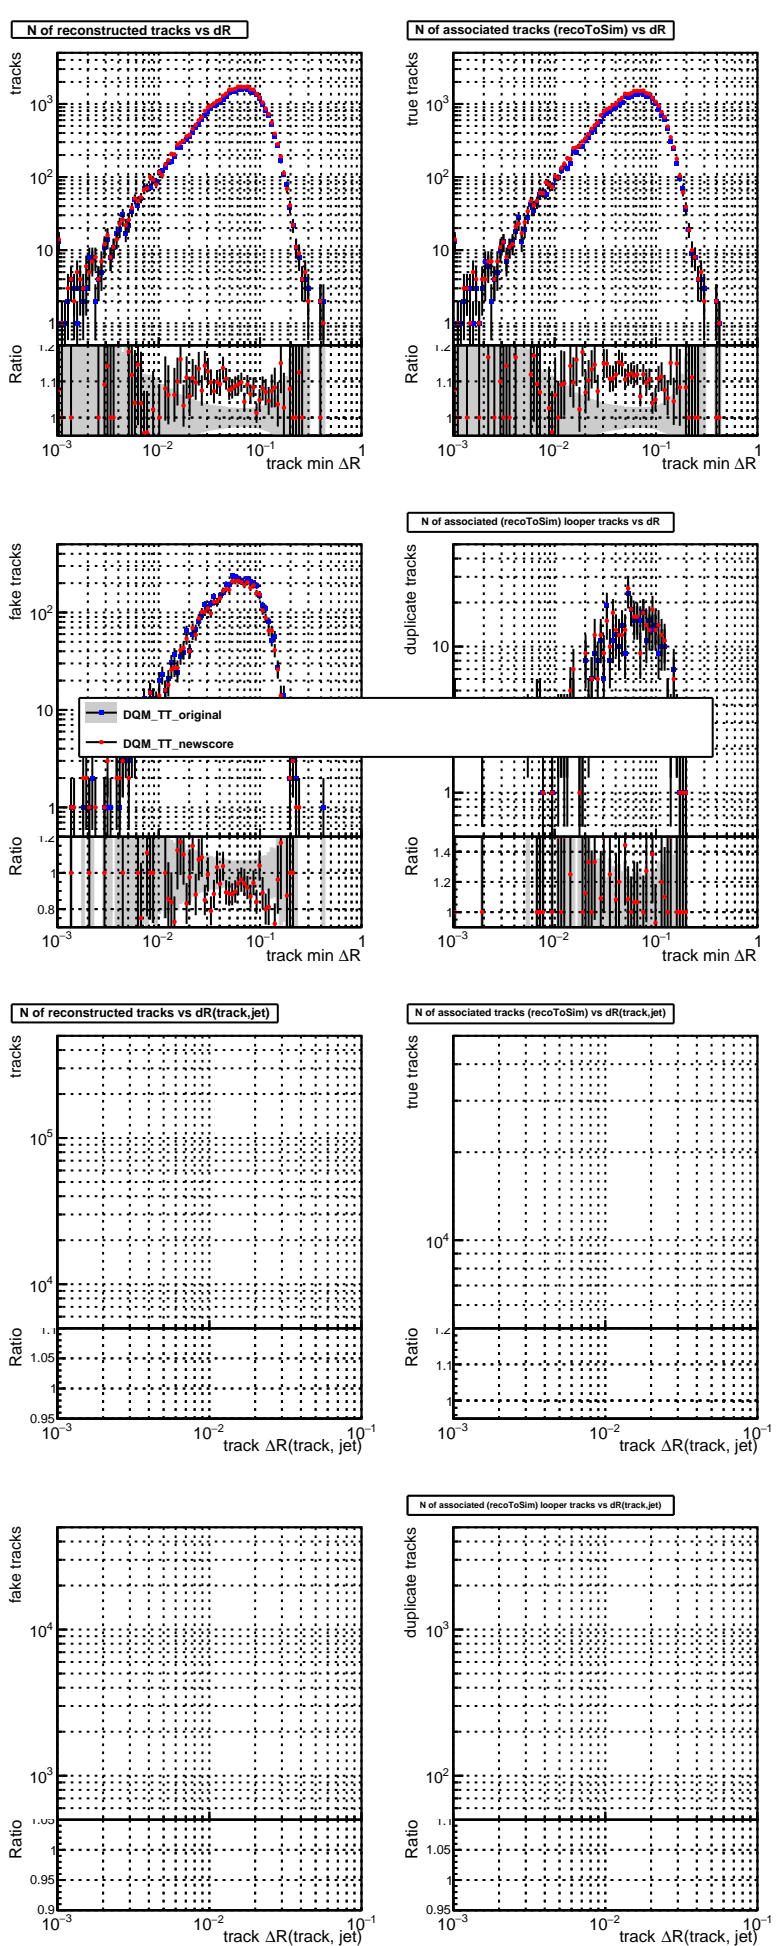 N of reconstructed tracks vs dR
N of associated tracks (recoToSim) vs dR
tracks
true tracks
10³
10²
10
1
10³
10²
10
1
Ratio
1.2
1.1
1
Ratio
1.2
1.1
1
10⁻³ 10⁻² 10⁻¹ 1
10⁻³ 10⁻² 10⁻¹ 1
track min ΔR
track min ΔR
N of associated (recoToSim) looper tracks vs dR
fake tracks
duplicate tracks
10²
10
1
10
1
DQM_TT_original
DQM_TT_newscore
Ratio
1.2
1
0.8
Ratio
1.4
1.2
1
10⁻³ 10⁻² 10⁻¹ 1
10⁻³ 10⁻² 10⁻¹ 1
track min ΔR
track min ΔR
N of reconstructed tracks vs dR(track,jet)
N of associated tracks (recoToSim) vs dR(track,jet)
tracks
true tracks
10⁵
10⁴
10⁴
Ratio
1.1
1.05
1
0.95
Ratio
1.2
1.1
1
10⁻³ 10⁻² 10⁻¹
10⁻³ 10⁻² 10⁻¹
track ΔR(track, jet)
track ΔR(track, jet)
N of associated (recoToSim) looper tracks vs dR(track,jet)
fake tracks
duplicate tracks
10⁴
10³
10³
10²
Ratio
1.05
1
0.95
0.9
Ratio
1.1
1.05
1
0.95
10⁻³ 10⁻² 10⁻¹
10⁻³ 10⁻² 10⁻¹
track ΔR(track, jet)
track ΔR(track, jet)